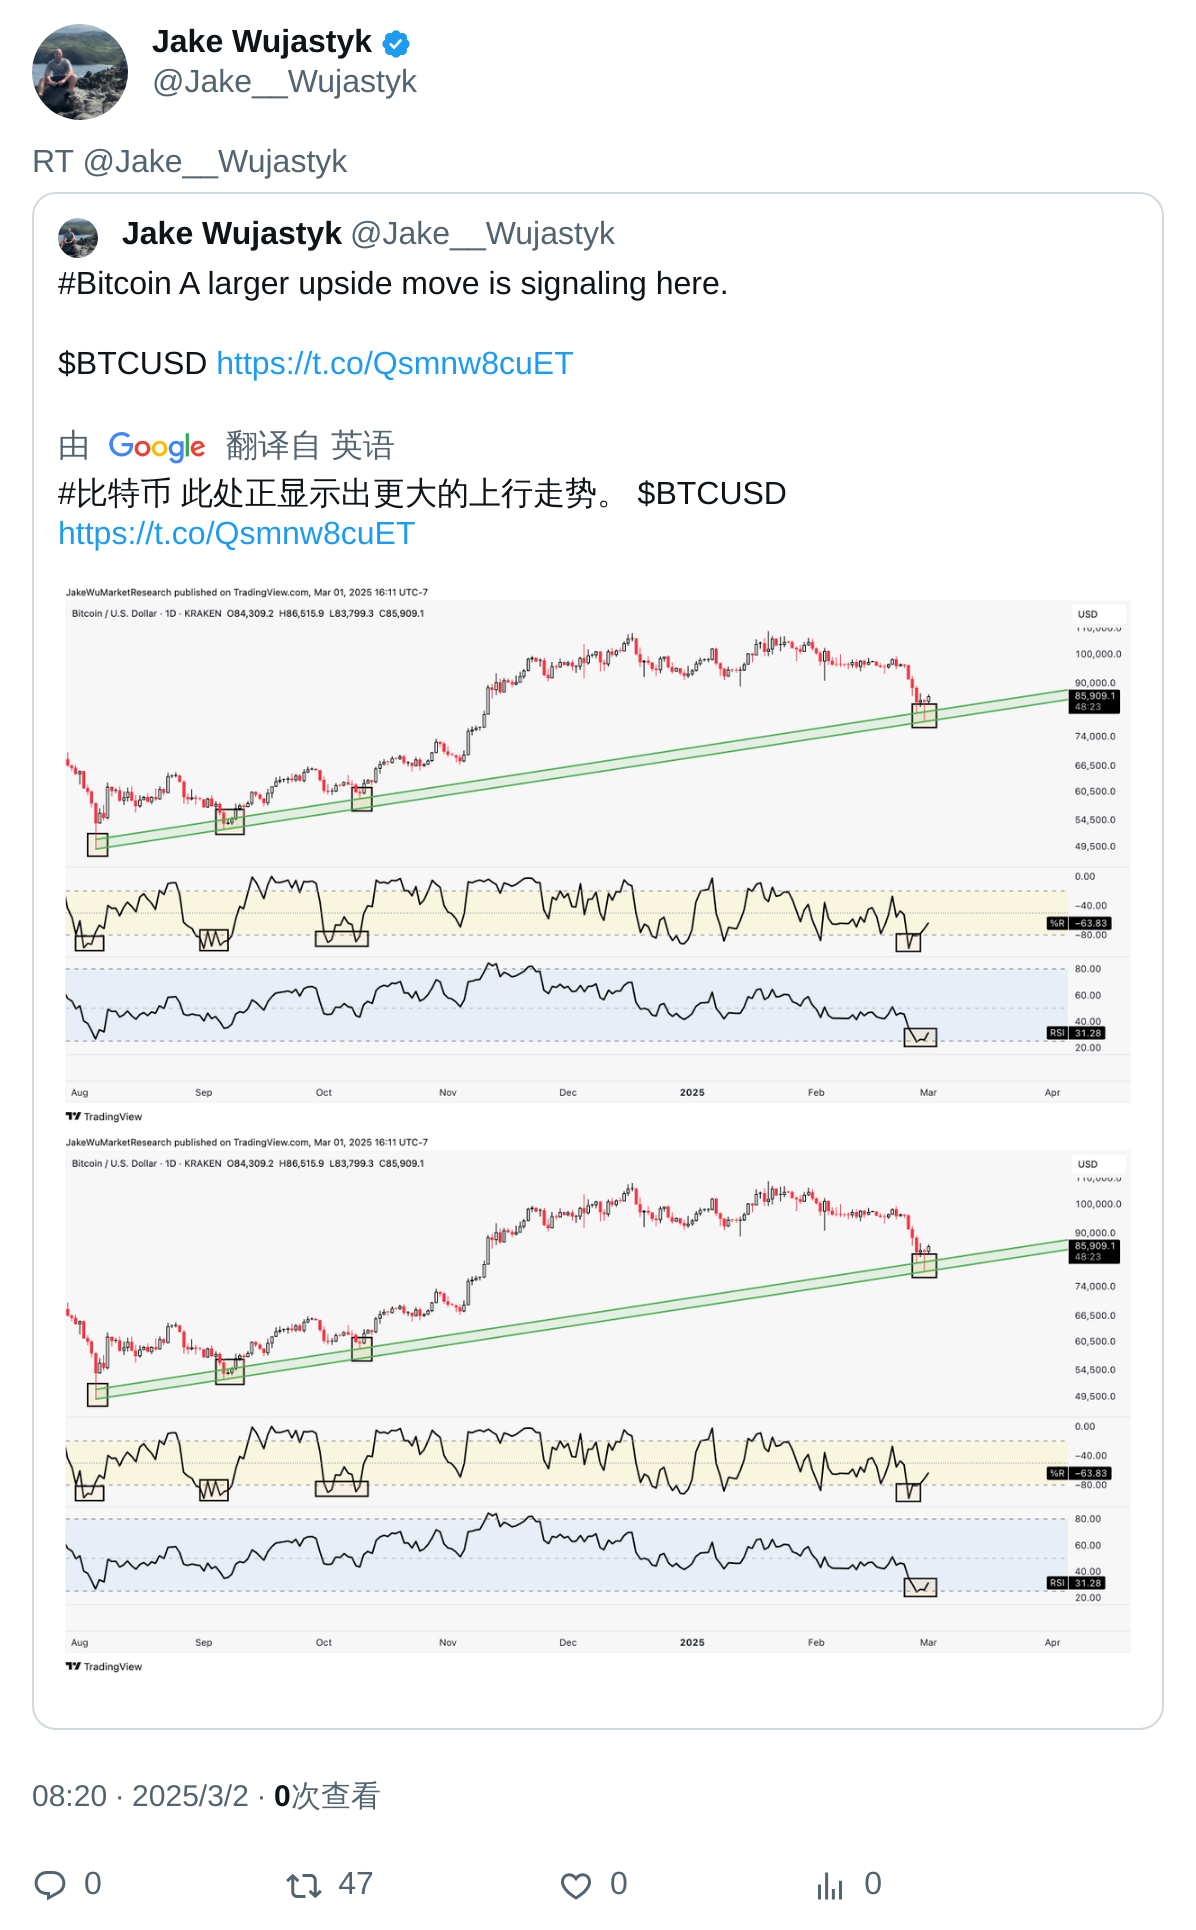 Jake Wujastyk
@Jake__Wujastyk
RT @Jake__Wujastyk
Jake Wujastyk @Jake__Wujastyk
#Bitcoin A larger upside move is signaling here.
$BTCUSD https://t.co/Qsmnw8cuET
由 Google 翻译自 英语
#比特币 此处正显示出更大的上行走势。 $BTCUSD
https://t.co/Qsmnw8cuET
JakeWuMarketResearch published on TradingView.com, Mar 01, 2025 16:11 UTC-7
Bitcoin / U.S. Dollar · 1D · KRAKEN O84,309.2 H86,515.9 L83,799.3 C85,909.1
USD
110,000.0
100,000.0
90,000.0
85,909.1
48:23
74,000.0
66,500.0
60,500.0
54,500.0
49,500.0
0.00
−40.00
%R −63.83
−80.00
80.00
60.00
40.00
RSI 31.28
20.00
Aug Sep Oct Nov Dec 2025 Feb Mar Apr
TradingView
JakeWuMarketResearch published on TradingView.com, Mar 01, 2025 16:11 UTC-7
Bitcoin / U.S. Dollar · 1D · KRAKEN O84,309.2 H86,515.9 L83,799.3 C85,909.1
USD
110,000.0
100,000.0
90,000.0
85,909.1
48:23
74,000.0
66,500.0
60,500.0
54,500.0
49,500.0
0.00
−40.00
%R −63.83
−80.00
80.00
60.00
40.00
RSI 31.28
20.00
Aug Sep Oct Nov Dec 2025 Feb Mar Apr
TradingView
08:20 · 2025/3/2 · 0次查看
0 47 0 0